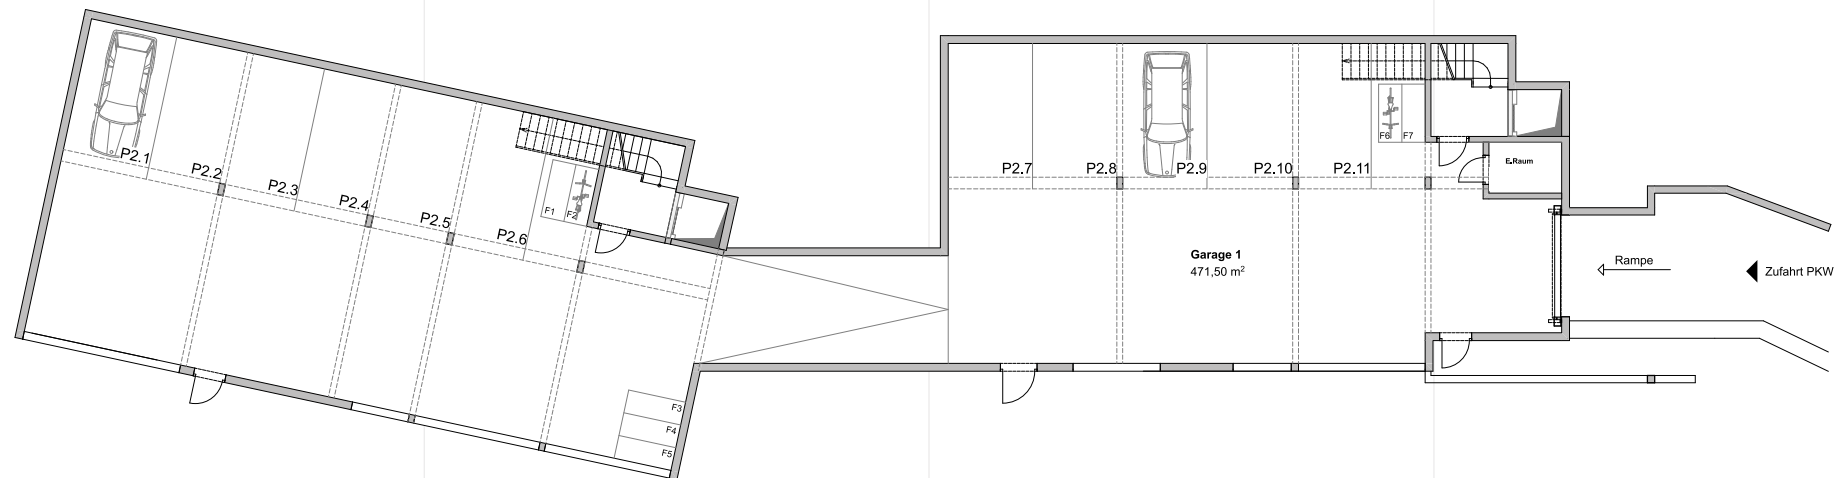 P2.1
P2.2
P2.3
P2.4
P2.5
P2.6
F1
F2
F3
F4
F5
P2.7
P2.8
P2.9
P2.10
P2.11
F6
F7
E.Raum
Garage 1
471,50 m²
Rampe
Zufahrt PKW